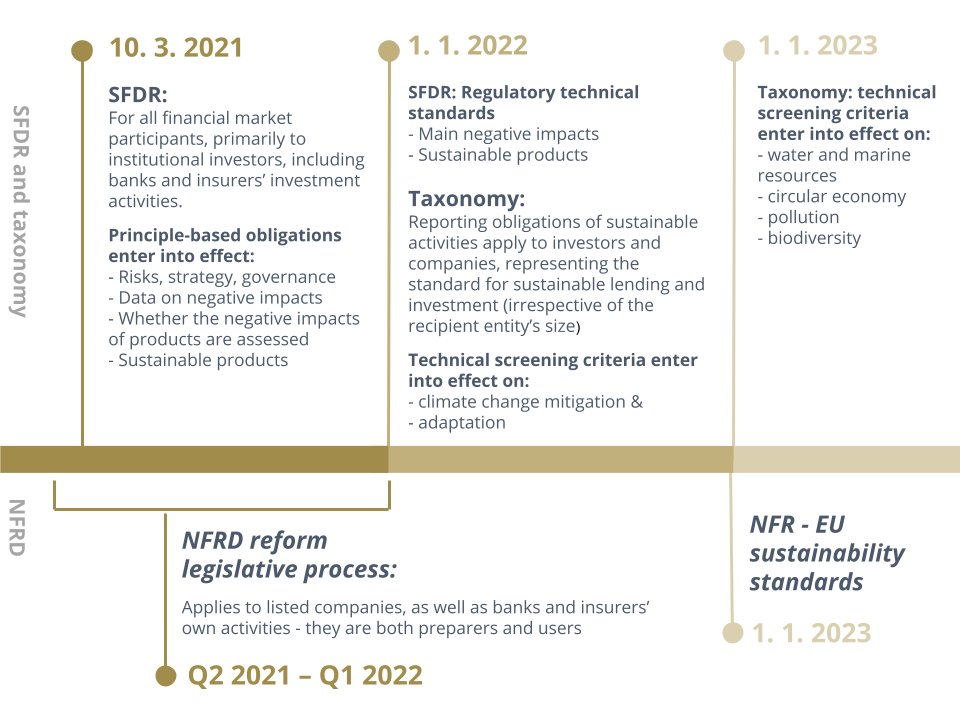 SFDR and taxonomy
10. 3. 2021
SFDR:
For all financial market
participants, primarily to
institutional investors, including
banks and insurers’ investment
activities.
Principle-based obligations
enter into effect:
- Risks, strategy, governance
- Data on negative impacts
- Whether the negative impacts
of products are assessed
- Sustainable products
1. 1. 2022
SFDR: Regulatory technical
standards
- Main negative impacts
- Sustainable products
Taxonomy:
Reporting obligations of sustainable
activities apply to investors and
companies, representing the
standard for sustainable lending and
investment (irrespective of the
recipient entity’s size)
Technical screening criteria enter
into effect on:
- climate change mitigation &
- adaptation
1. 1. 2023
Taxonomy: technical
screening criteria
enter into effect on:
- water and marine
resources
- circular economy
- pollution
- biodiversity
NFRD
NFRD reform
legislative process:
Applies to listed companies, as well as banks and insurers’
own activities - they are both preparers and users
Q2 2021 – Q1 2022
NFR - EU
sustainability
standards
1. 1. 2023